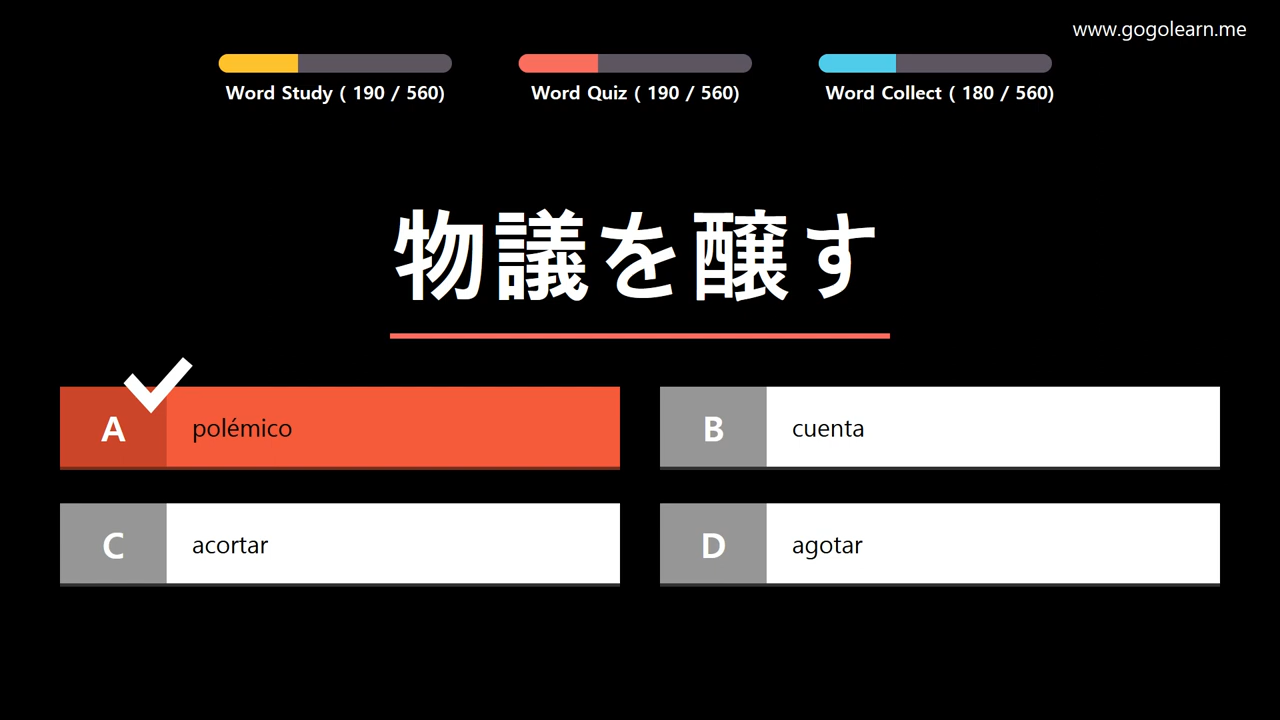 www.gogolearn.me
Word Study ( 190 / 560)
Word Quiz ( 190 / 560)
Word Collect ( 180 / 560)
物議を醸す
A polémico
B cuenta
C acortar
D agotar